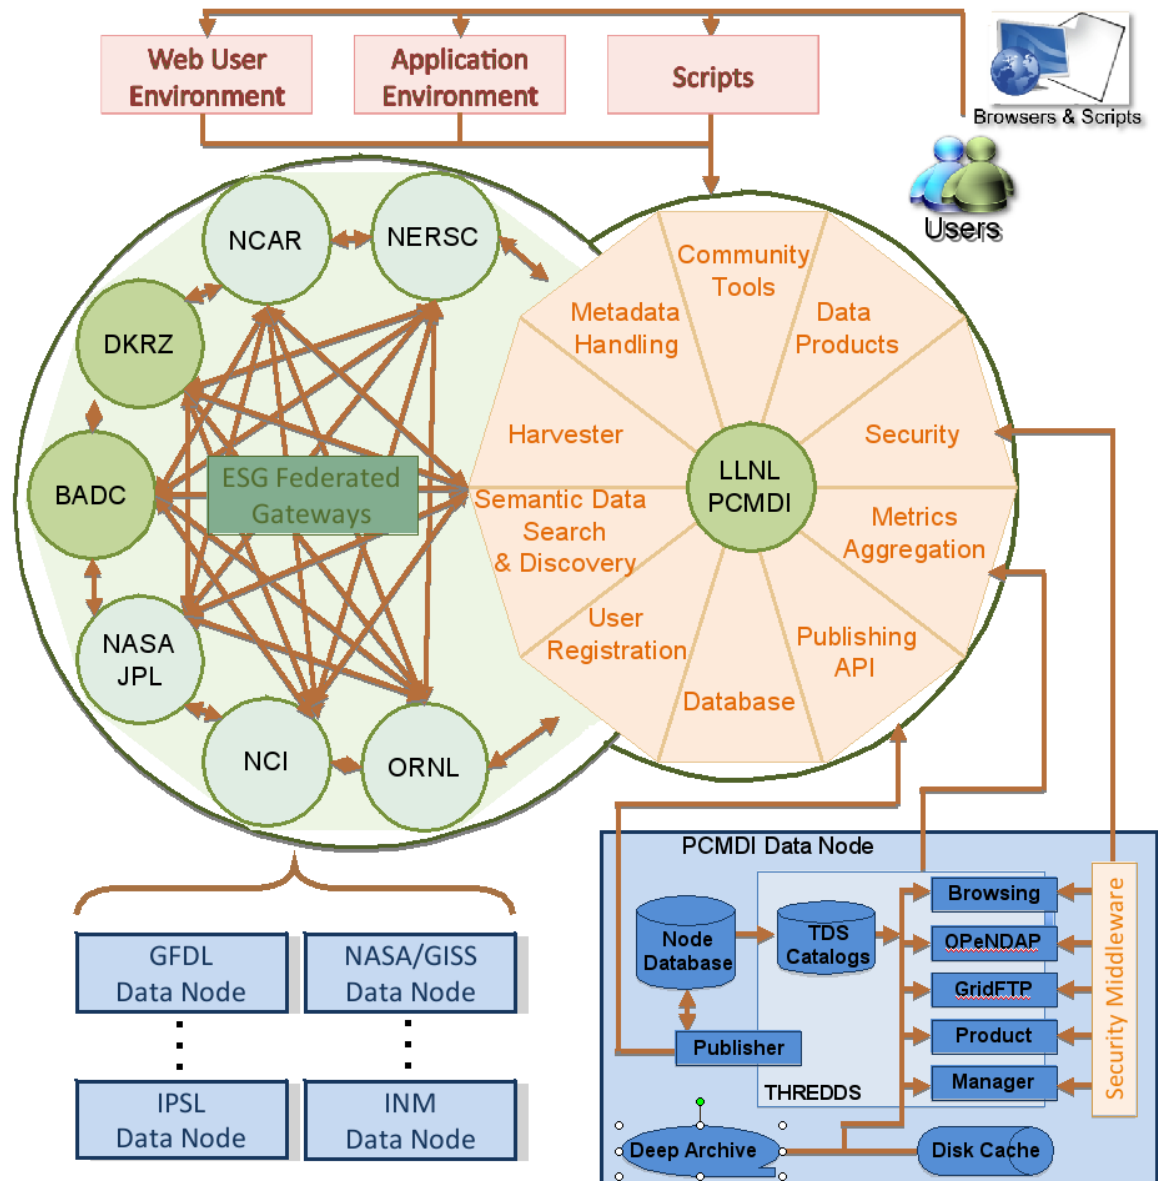 Web User
Environment
Application
Environment
Scripts
Browsers & Scripts
Users
NCAR
NERSC
DKRZ
BADC
NASA
JPL
NCI
ORNL
ESG Federated
Gateways
Community
Tools
Metadata
Handling
Data
Products
Harvester
Security
LLNL
PCMDI
Semantic Data
Search
& Discovery
Metrics
Aggregation
User
Registration
Publishing
API
Database
GFDL
Data Node
NASA/GISS
Data Node
IPSL
Data Node
INM
Data Node
PCMDI Data Node
Node
Database
TDS
Catalogs
Browsing
OPeNDAP
GridFTP
Product
Manager
Publisher
THREDDS
Security Middleware
Deep Archive
Disk Cache